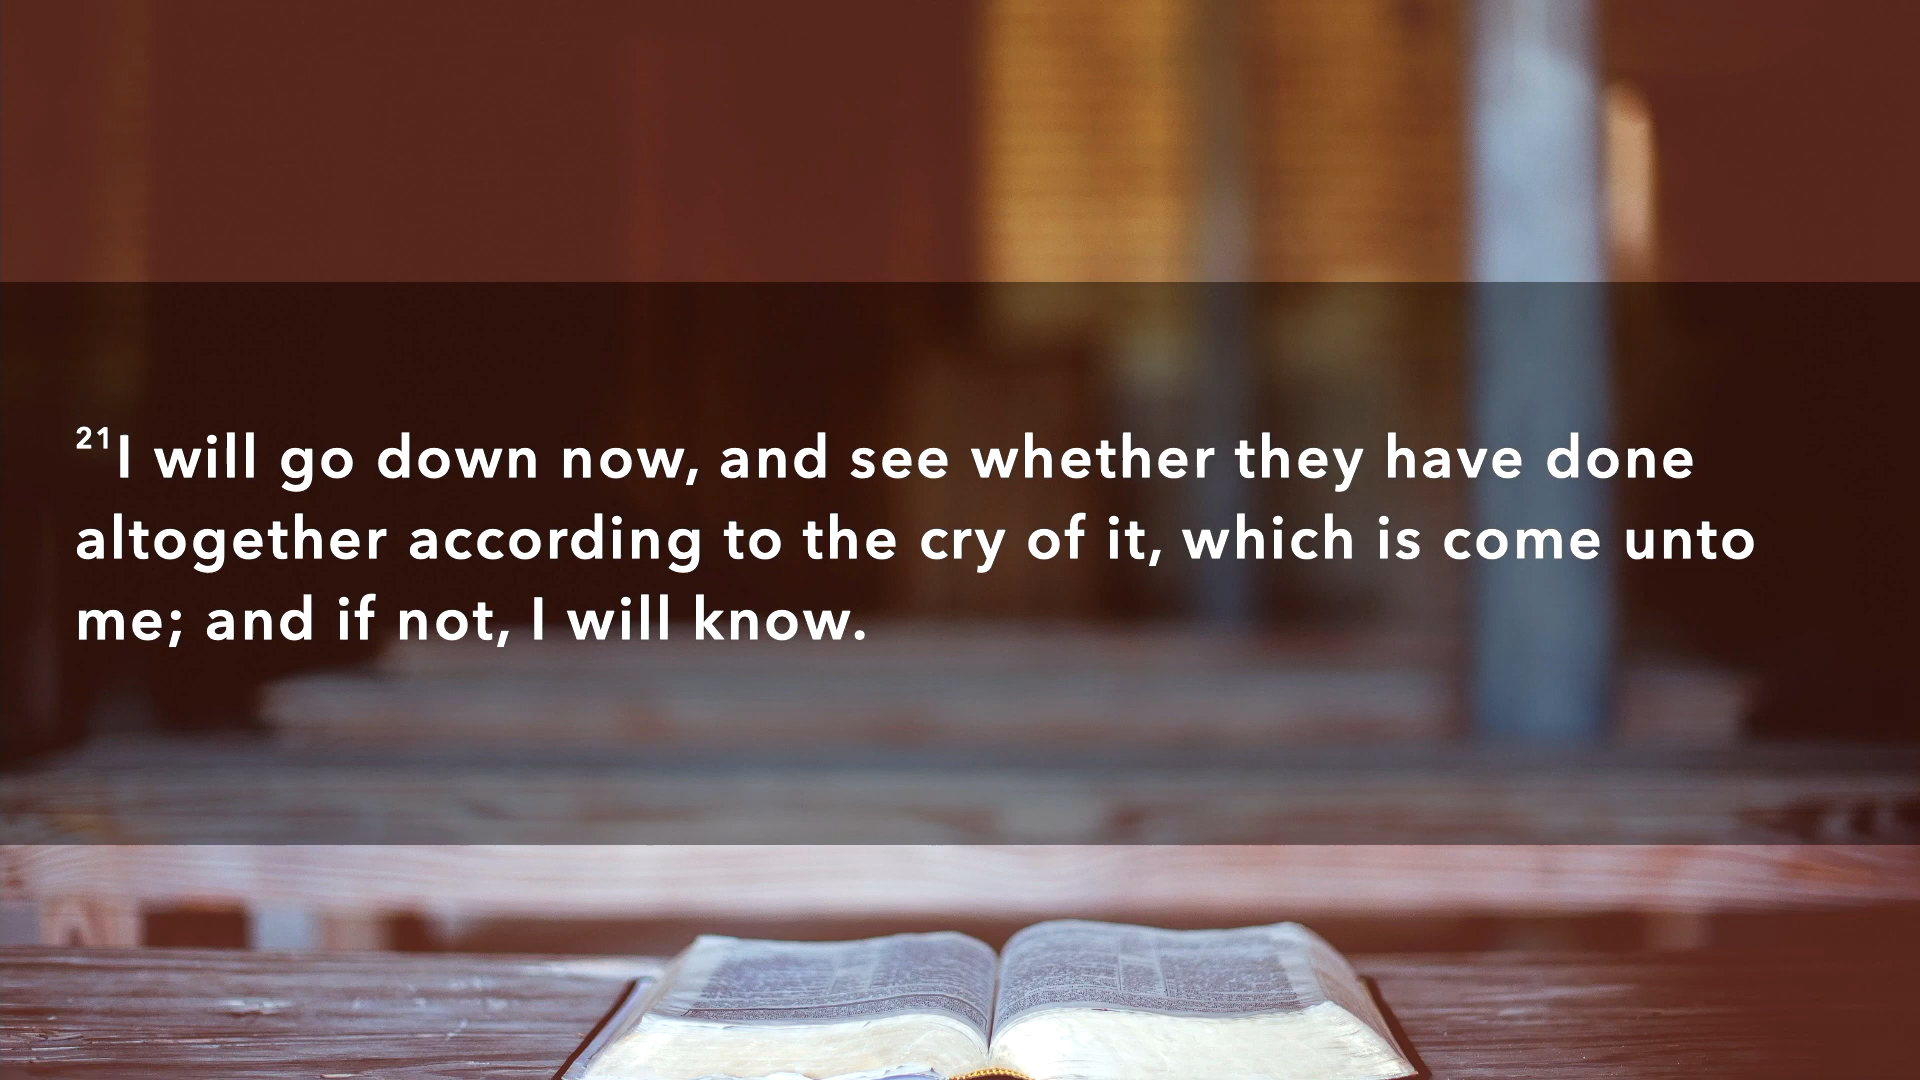 21I will go down now, and see whether they have done
altogether according to the cry of it, which is come unto
me; and if not, I will know.